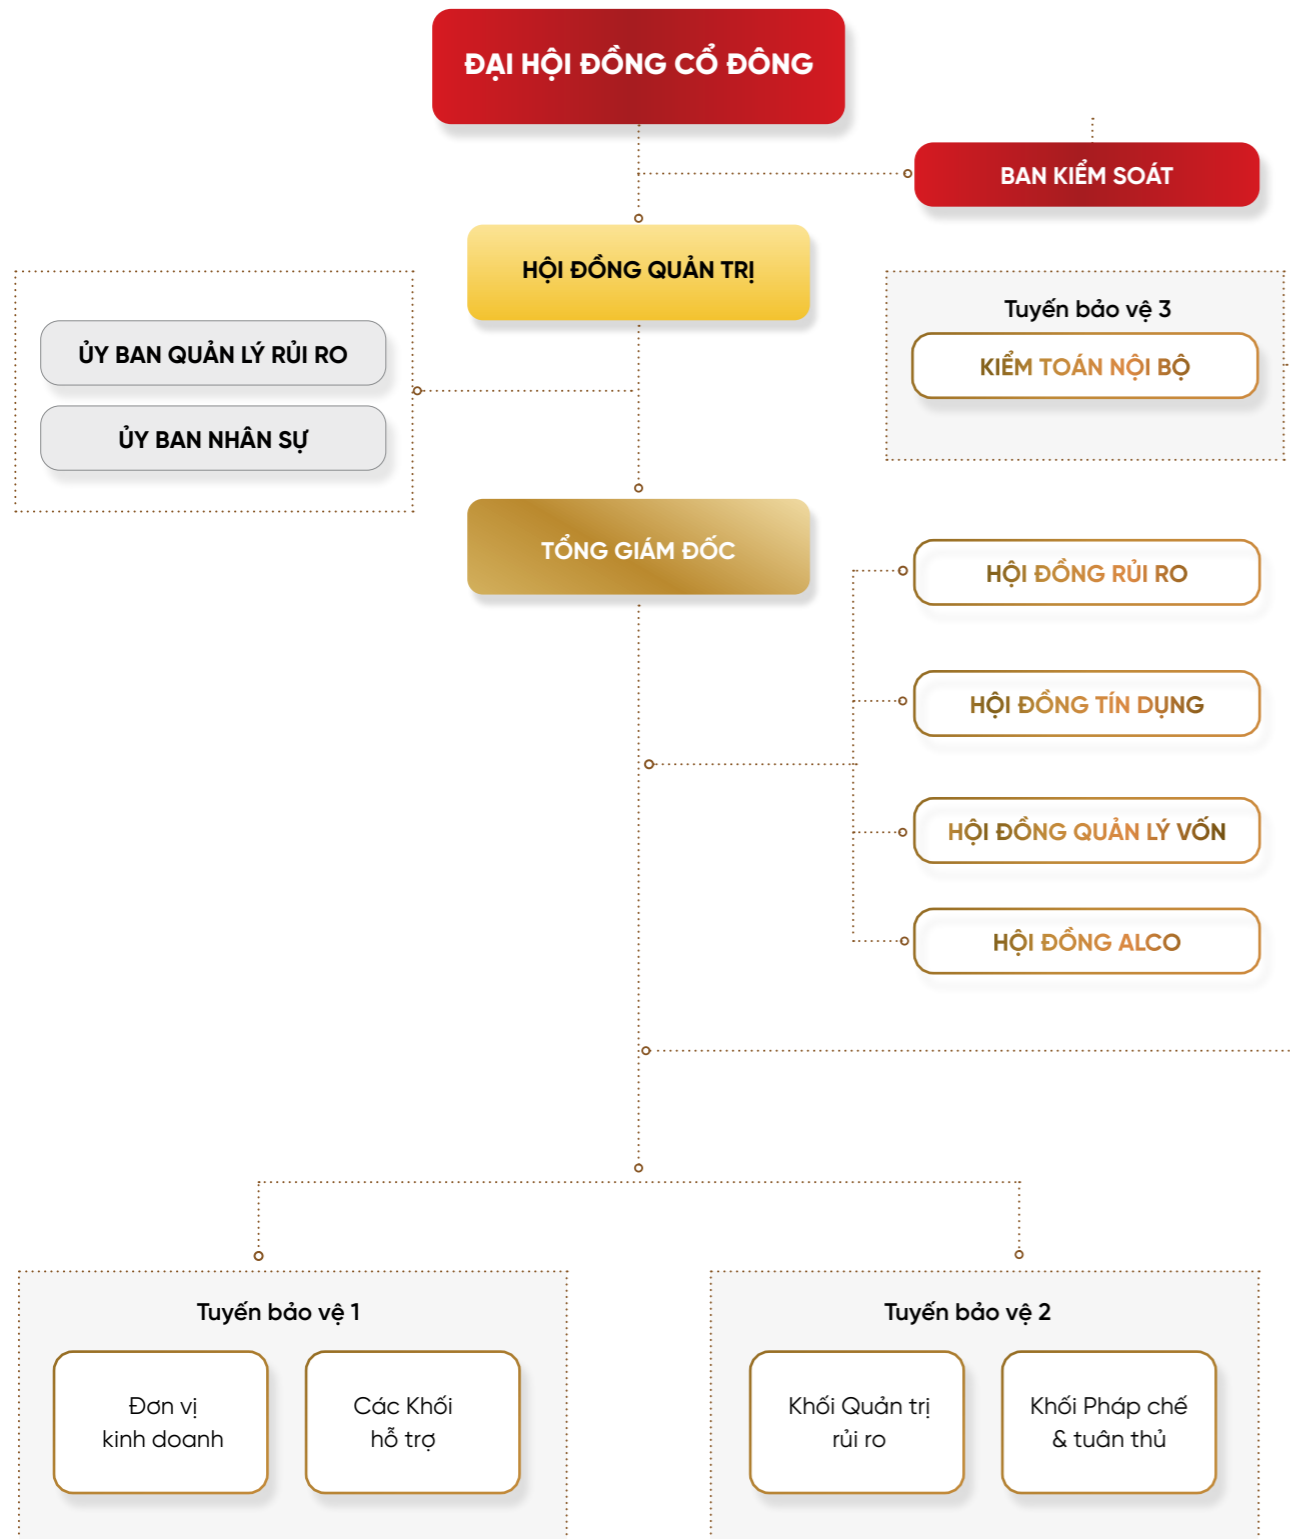 ĐẠI HỘI ĐỒNG CỔ ĐÔNG
BAN KIỂM SOÁT
HỘI ĐỒNG QUẢN TRỊ
Tuyến bảo vệ 3
KIỂM TOÁN NỘI BỘ
ỦY BAN QUẢN LÝ RỦI RO
ỦY BAN NHÂN SỰ
TỔNG GIÁM ĐỐC
HỘI ĐỒNG RỦI RO
HỘI ĐỒNG TÍN DỤNG
HỘI ĐỒNG QUẢN LÝ VỐN
HỘI ĐỒNG ALCO
Tuyến bảo vệ 1
Đơn vị
kinh doanh
Các Khối
hỗ trợ
Tuyến bảo vệ 2
Khối Quản trị
rủi ro
Khối Pháp chế
& tuân thủ